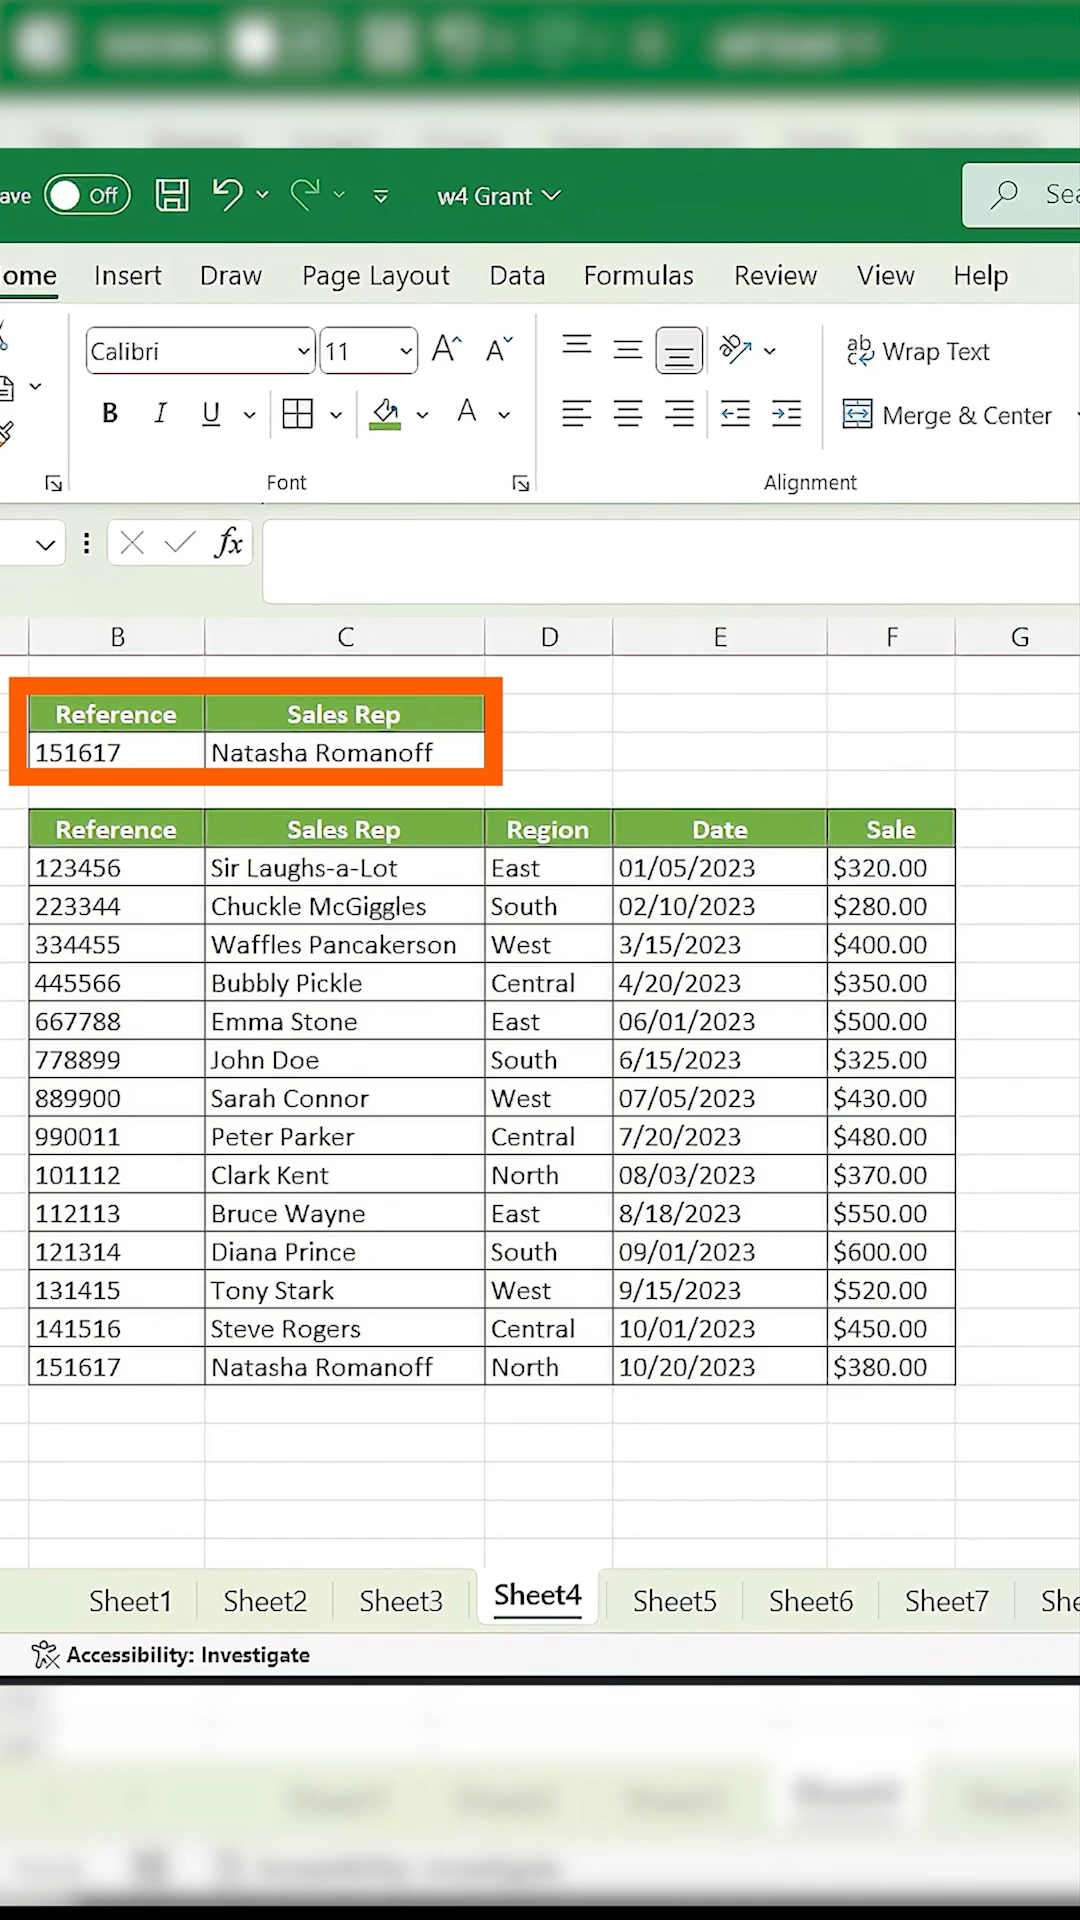 ave Off w4 Grant Sea
ome Insert Draw Page Layout Data Formulas Review View Help
Calibri 11 A A ab Wrap Text
B I U A Merge & Center
Font Alignment
fx
B C D E F G
Reference Sales Rep
151617 Natasha Romanoff
Reference Sales Rep Region Date Sale
123456 Sir Laughs-a-Lot East 01/05/2023 $320.00
223344 Chuckle McGiggles South 02/10/2023 $280.00
334455 Waffles Pancakerson West 3/15/2023 $400.00
445566 Bubbly Pickle Central 4/20/2023 $350.00
667788 Emma Stone East 06/01/2023 $500.00
778899 John Doe South 6/15/2023 $325.00
889900 Sarah Connor West 07/05/2023 $430.00
990011 Peter Parker Central 7/20/2023 $480.00
101112 Clark Kent North 08/03/2023 $370.00
112113 Bruce Wayne East 8/18/2023 $550.00
121314 Diana Prince South 09/01/2023 $600.00
131415 Tony Stark West 9/15/2023 $520.00
141516 Steve Rogers Central 10/01/2023 $450.00
151617 Natasha Romanoff North 10/20/2023 $380.00
Sheet1 Sheet2 Sheet3 Sheet4 Sheet5 Sheet6 Sheet7 She
Accessibility: Investigate